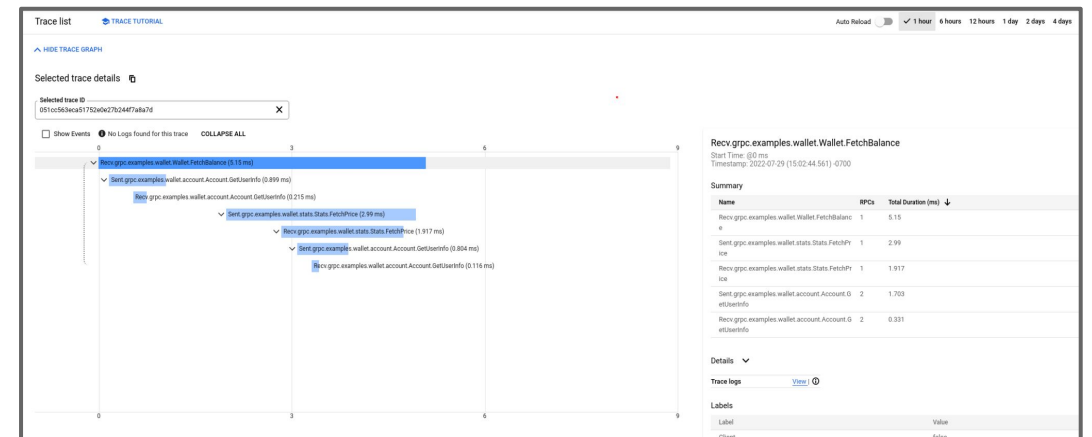 Trace list
TRACE TUTORIAL
Auto Reload
1 hour 6 hours 12 hours 1 day 2 days 4 days
HIDE TRACE GRAPH
Selected trace details
Selected trace ID
051cc563eca51752e0e27b244f7a8a7d
Show Events No Logs found for this trace COLLAPSE ALL
0 3 6 9
Recv.grpc.examples.wallet.Wallet.FetchBalance (5.15 ms)
Sent.grpc.examples.wallet.account.Account.GetUserInfo (0.899 ms)
Recv.grpc.examples.wallet.account.Account.GetUserInfo (0.215 ms)
Sent.grpc.examples.wallet.stats.Stats.FetchPrice (2.99 ms)
Recv.grpc.examples.wallet.stats.Stats.FetchPrice (1.917 ms)
Sent.grpc.examples.wallet.account.Account.GetUserInfo (0.804 ms)
Recv.grpc.examples.wallet.account.Account.GetUserInfo (0.116 ms)
0 3 6 9
Recv.grpc.examples.wallet.Wallet.FetchBalance
Start Time: @0 ms
Timestamp: 2022-07-29 (15:02:44.561) -0700
Summary
Name RPCs Total Duration (ms)
Recv.grpc.examples.wallet.Wallet.FetchBalanc 1 5.15
e
Sent.grpc.examples.wallet.stats.Stats.FetchPr 1 2.99
ice
Recv.grpc.examples.wallet.stats.Stats.FetchPr 1 1.917
ice
Sent.grpc.examples.wallet.account.Account.G 2 1.703
etUserInfo
Recv.grpc.examples.wallet.account.Account.G 2 0.331
etUserInfo
Details
Trace logs View
Labels
Label Value
Client false